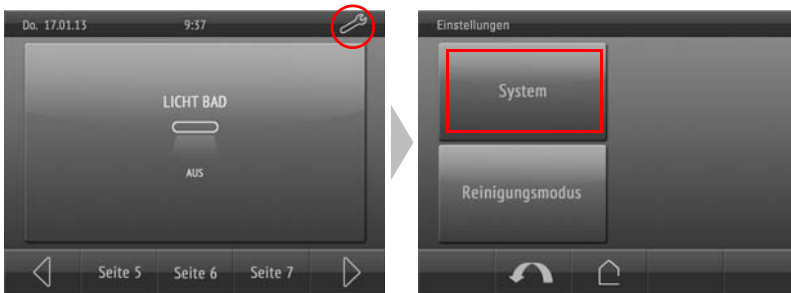 Do. 17.01.13 9:37
LICHT BAD
AUS
Seite 5 Seite 6 Seite 7
Einstellungen
System
Reinigungsmodus